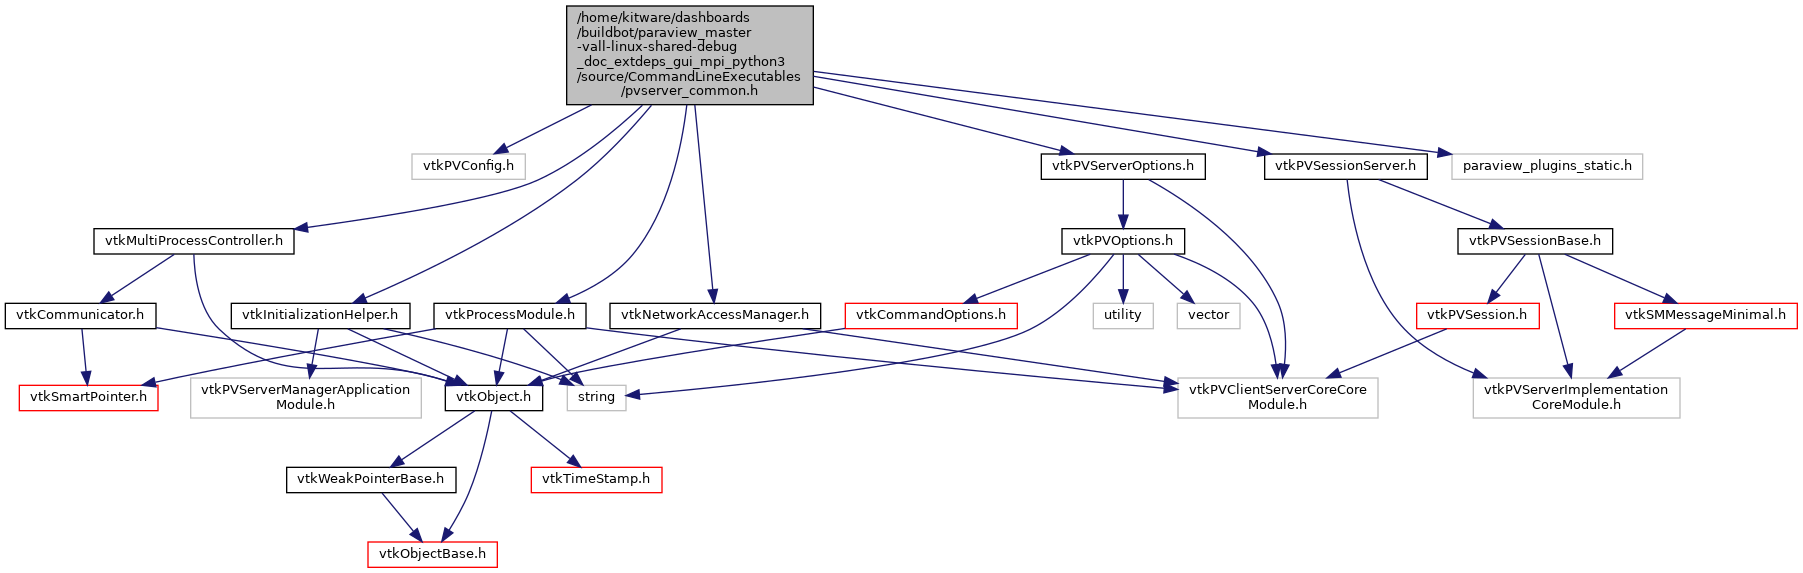 /home/kitware/dashboards
/buildbot/paraview_master
-vall-linux-shared-debug
_doc_extdeps_gui_mpi_python3
/source/CommandLineExecutables
/pvserver_common.h
vtkPVConfig.h
vtkPVServerOptions.h
vtkPVSessionServer.h
paraview_plugins_static.h
vtkMultiProcessController.h
vtkPVOptions.h
vtkPVSessionBase.h
vtkCommunicator.h
vtkInitializationHelper.h
vtkProcessModule.h
vtkNetworkAccessManager.h
vtkCommandOptions.h
utility
vector
vtkPVSession.h
vtkSMMessageMinimal.h
vtkSmartPointer.h
vtkPVServerManagerApplication
Module.h
vtkObject.h
string
vtkPVClientServerCoreCore
Module.h
vtkPVServerImplementation
CoreModule.h
vtkWeakPointerBase.h
vtkTimeStamp.h
vtkObjectBase.h